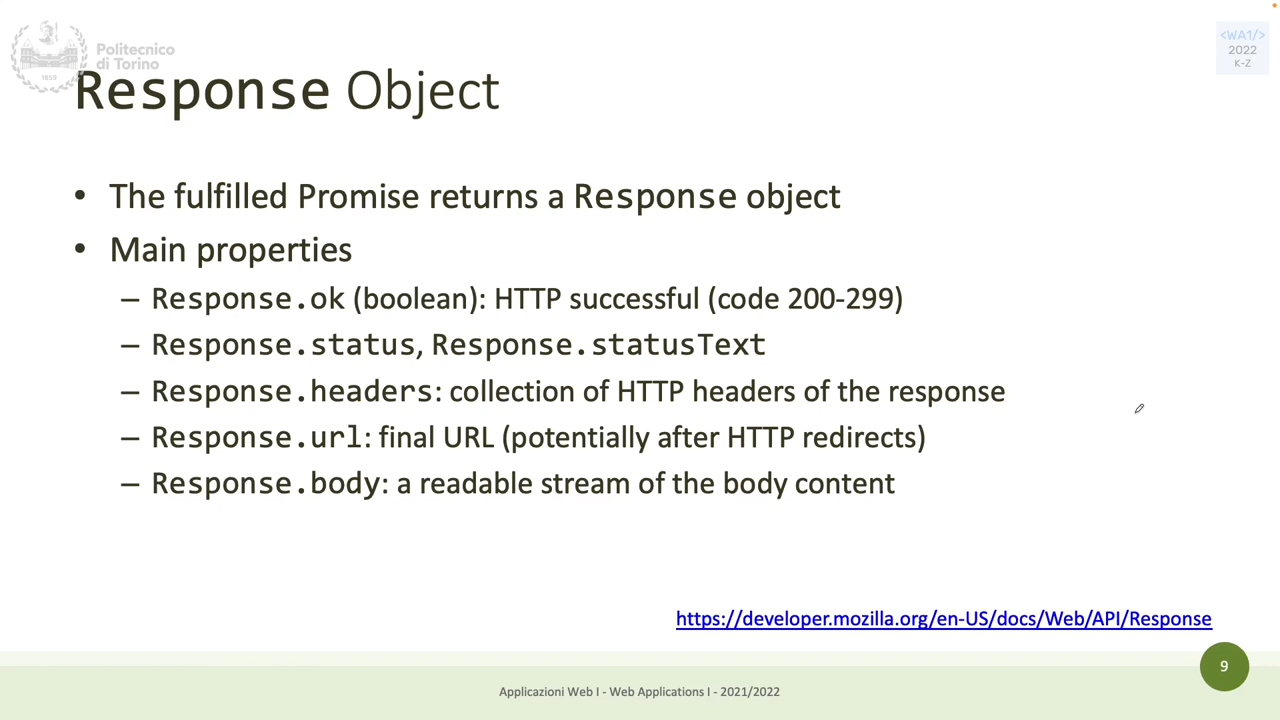 Politecnico
di Torino
1859
<WA1/>
2022
K-Z
Response Object
• The fulfilled Promise returns a Response object
• Main properties
– Response.ok (boolean): HTTP successful (code 200-299)
– Response.status, Response.statusText
– Response.headers: collection of HTTP headers of the response
– Response.url: final URL (potentially after HTTP redirects)
– Response.body: a readable stream of the body content
https://developer.mozilla.org/en-US/docs/Web/API/Response
9
Applicazioni Web I - Web Applications I - 2021/2022